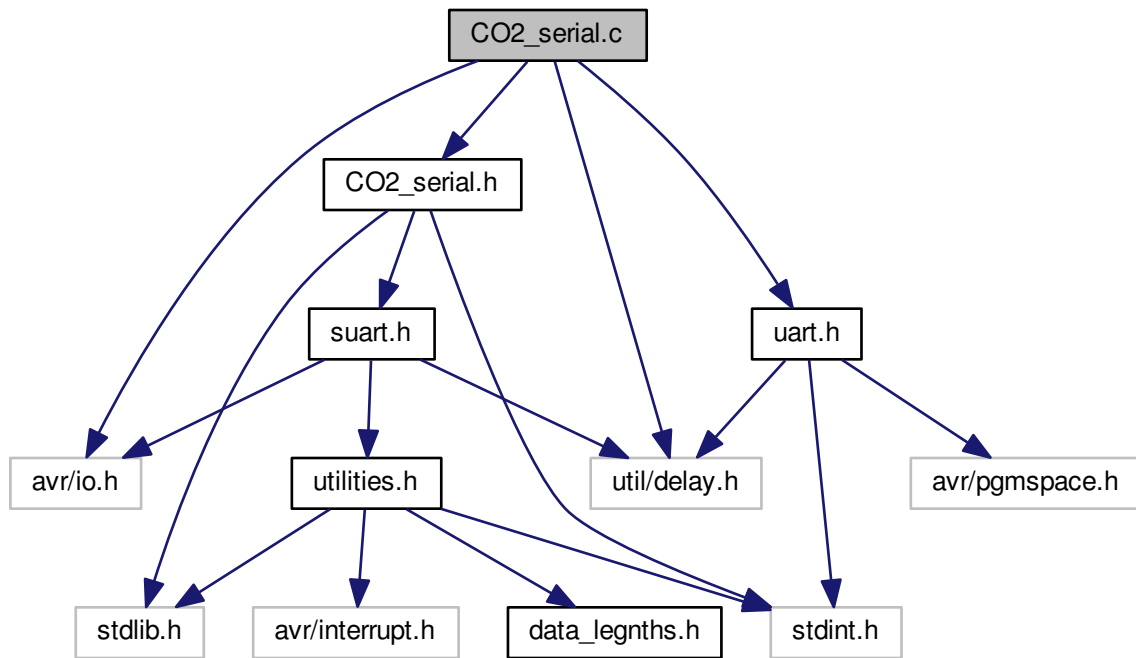 CO2_serial.c
CO2_serial.h
suart.h
uart.h
avr/io.h
utilities.h
util/delay.h
avr/pgmspace.h
stdlib.h
avr/interrupt.h
data_legnths.h
stdint.h